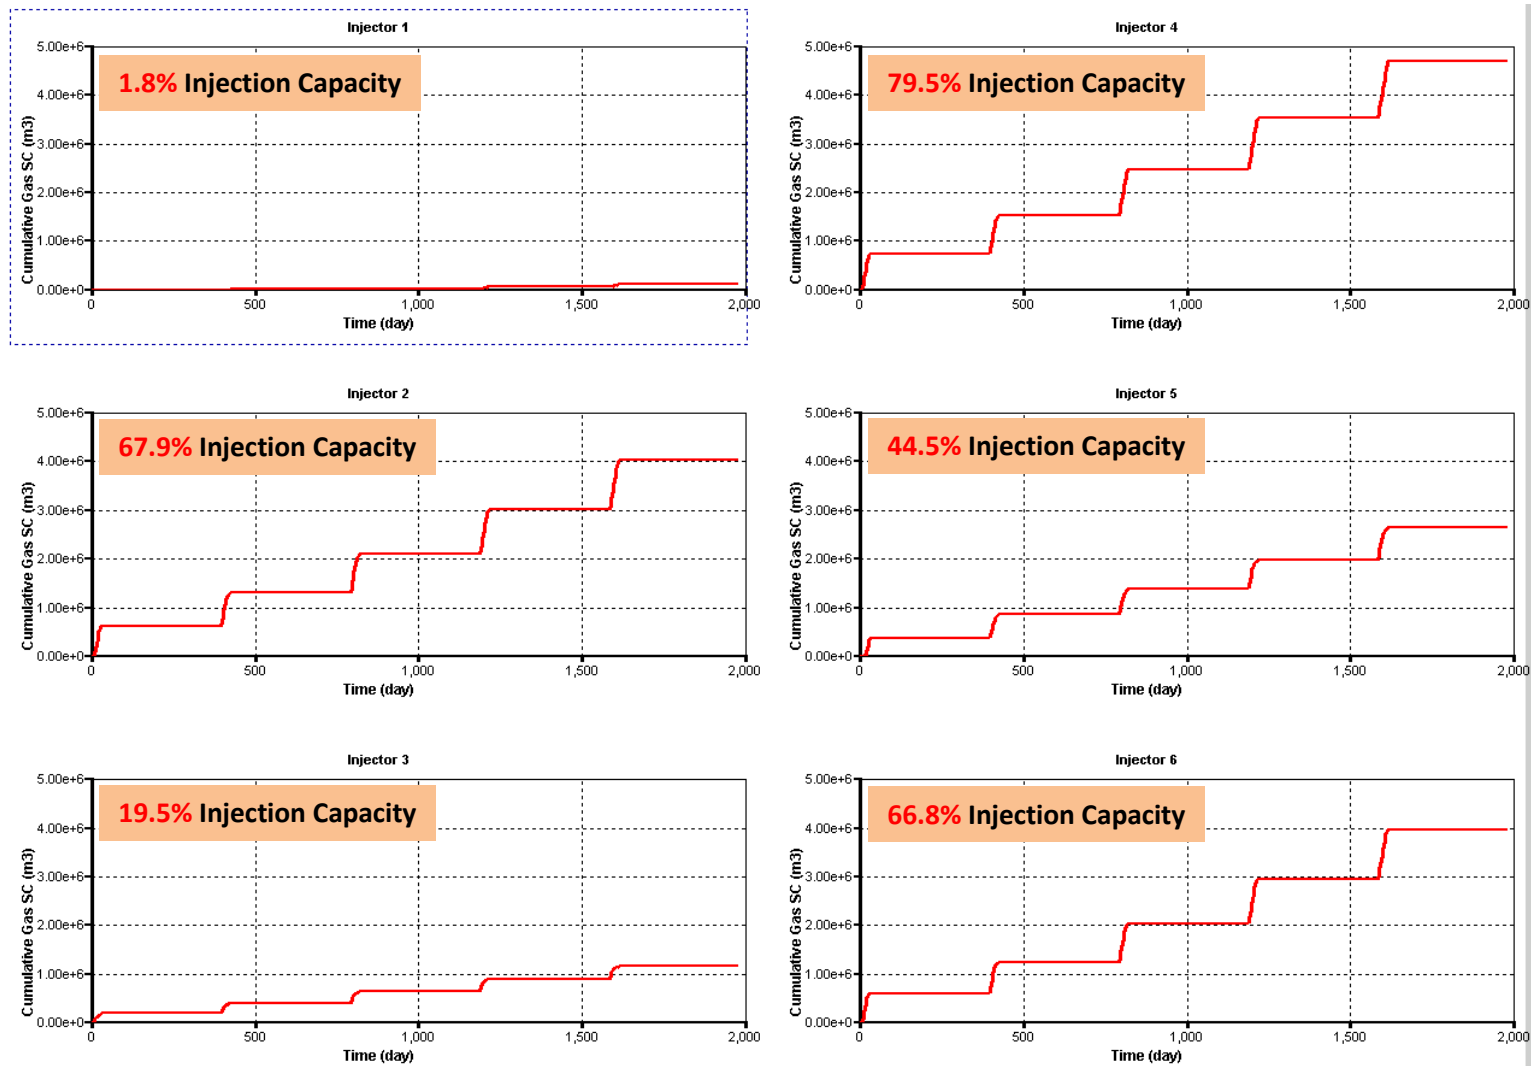 Injector 1
1.8% Injection Capacity
Cumulative Gas SC (m3)
5.00e+6
4.00e+6
3.00e+6
2.00e+6
1.00e+6
0.00e+0
0 500 1,000 1,500 2,000
Time (day)
Injector 4
79.5% Injection Capacity
Cumulative Gas SC (m3)
5.00e+6
4.00e+6
3.00e+6
2.00e+6
1.00e+6
0.00e+0
0 500 1,000 1,500 2,000
Time (day)
Injector 2
67.9% Injection Capacity
Cumulative Gas SC (m3)
5.00e+6
4.00e+6
3.00e+6
2.00e+6
1.00e+6
0.00e+0
0 500 1,000 1,500 2,000
Time (day)
Injector 5
44.5% Injection Capacity
Cumulative Gas SC (m3)
5.00e+6
4.00e+6
3.00e+6
2.00e+6
1.00e+6
0.00e+0
0 500 1,000 1,500 2,000
Time (day)
Injector 3
19.5% Injection Capacity
Cumulative Gas SC (m3)
5.00e+6
4.00e+6
3.00e+6
2.00e+6
1.00e+6
0.00e+0
0 500 1,000 1,500 2,000
Time (day)
Injector 6
66.8% Injection Capacity
Cumulative Gas SC (m3)
5.00e+6
4.00e+6
3.00e+6
2.00e+6
1.00e+6
0.00e+0
0 500 1,000 1,500 2,000
Time (day)